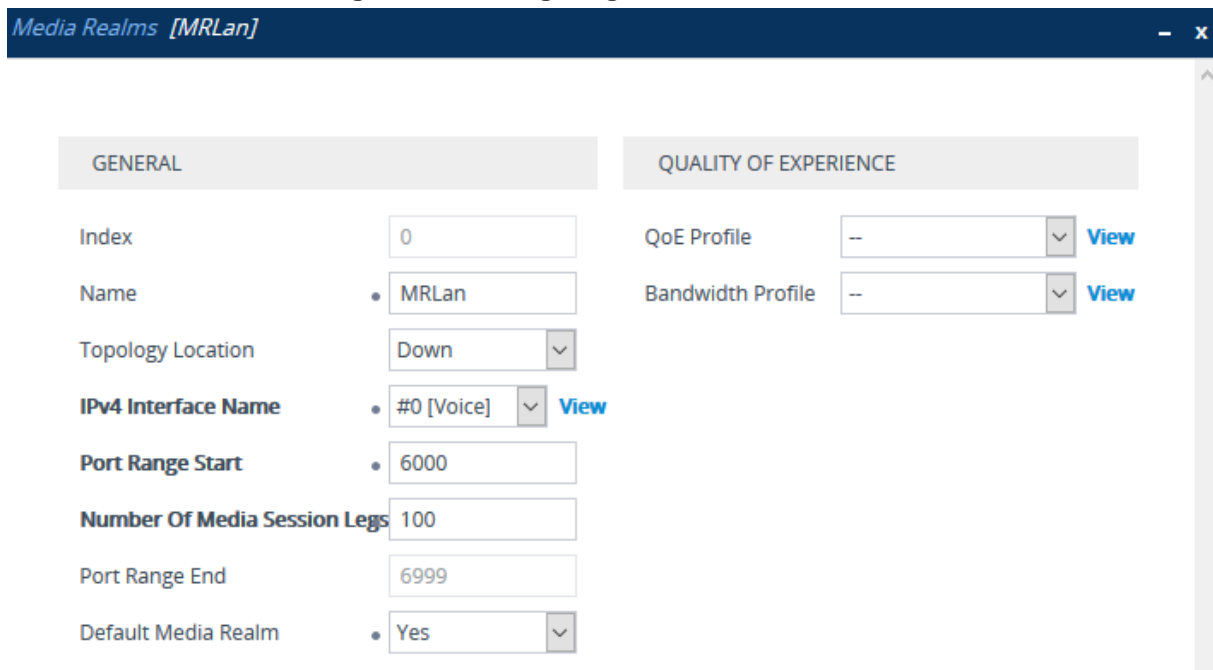 Media Realms [MRLan] – x
GENERAL
Index 0
Name • MRLan
Topology Location Down
IPv4 Interface Name • #0 [Voice] View
Port Range Start • 6000
Number Of Media Session Legs 100
Port Range End 6999
Default Media Realm • Yes
QUALITY OF EXPERIENCE
QoE Profile -- View
Bandwidth Profile -- View